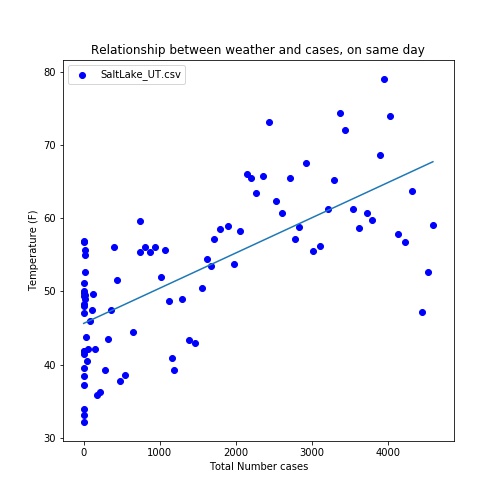 Relationship between weather and cases, on same day
SaltLake_UT.csv
80
70
60
50
40
30
Temperature (F)
0 1000 2000 3000 4000
Total Number cases